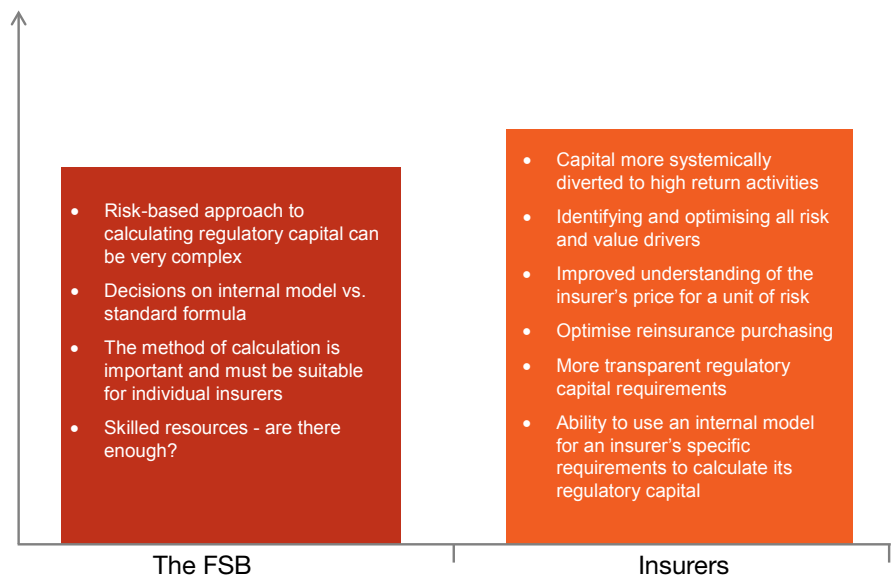 • Risk-based approach to
calculating regulatory capital can
be very complex
• Decisions on internal model vs.
standard formula
• The method of calculation is
important and must be suitable
for individual insurers
• Skilled resources - are there
enough?
• Capital more systemically
diverted to high return activities
• Identifying and optimising all risk
and value drivers
• Improved understanding of the
insurer's price for a unit of risk
• Optimise reinsurance purchasing
• More transparent regulatory
capital requirements
• Ability to use an internal model
for an insurer's specific
requirements to calculate its
regulatory capital
The FSB
Insurers